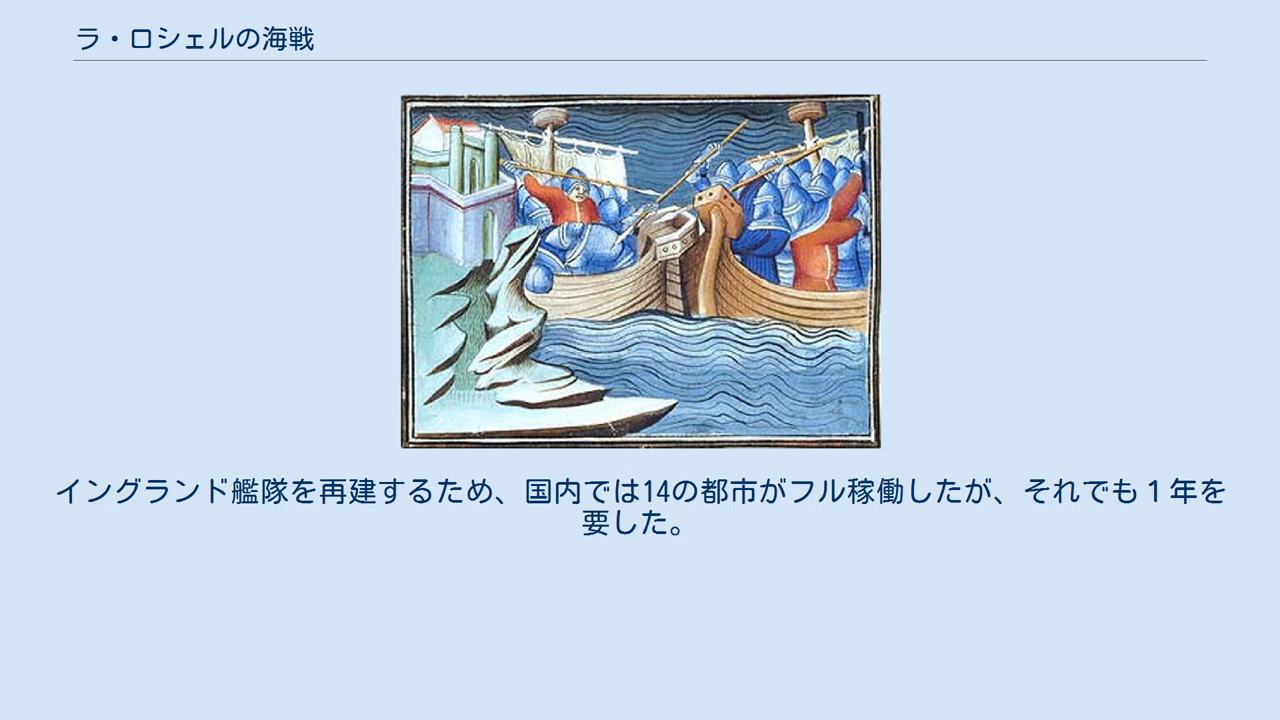 ラ・ロシェルの海戦
イングランド艦隊を再建するため、国内では14の都市がフル稼働したが、それでも１年を
要した。